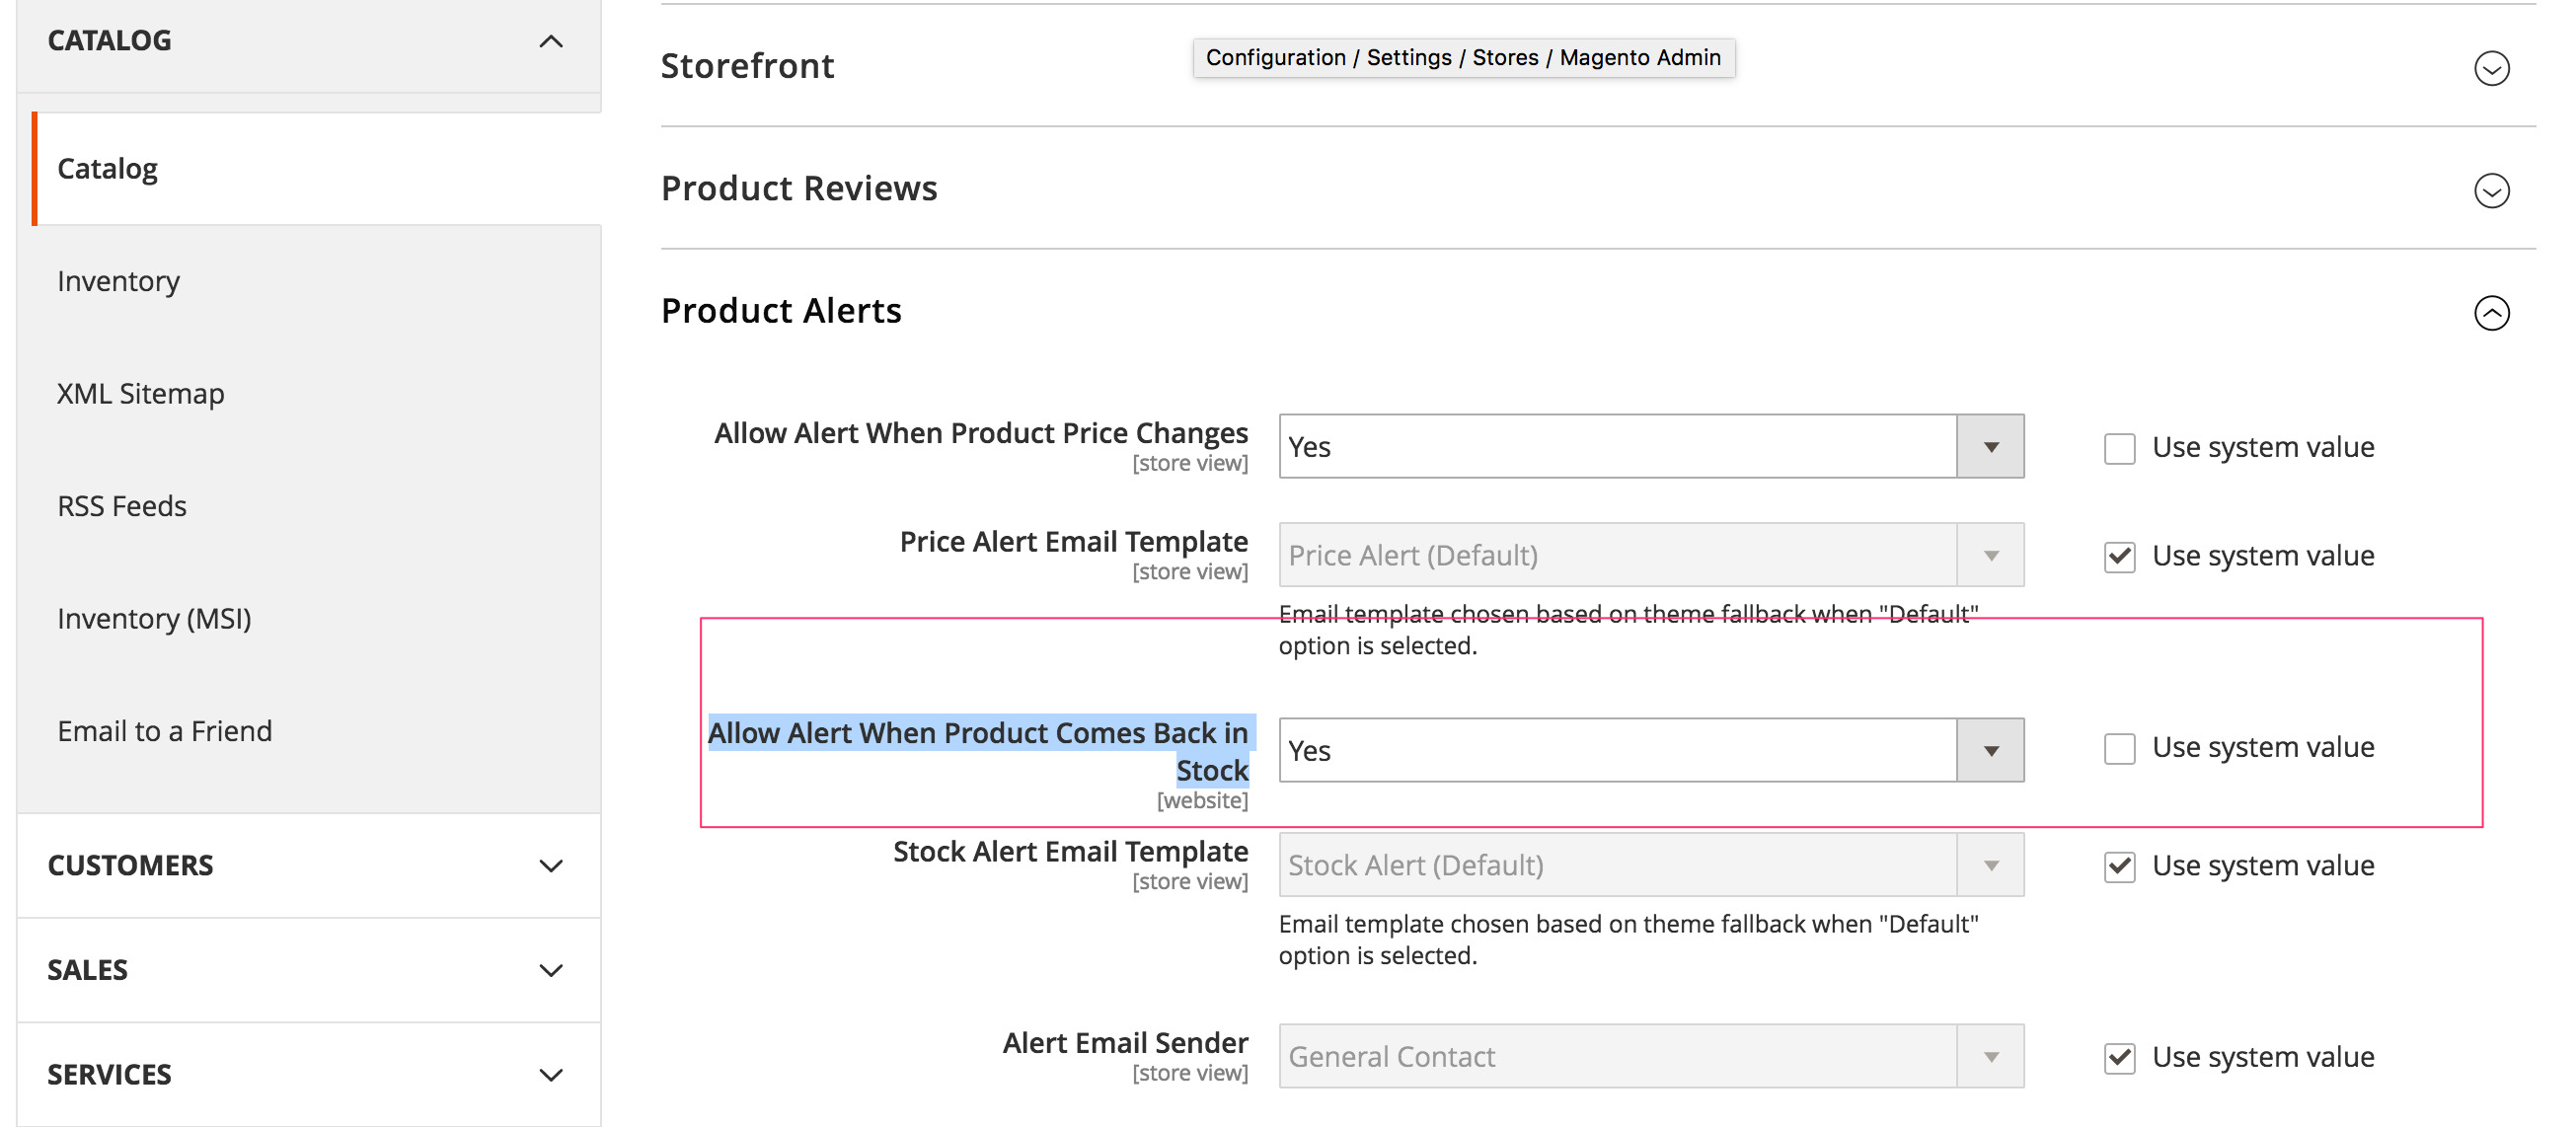 CATALOG
Catalog
Inventory
XML Sitemap
RSS Feeds
Inventory (MSI)
Email to a Friend
CUSTOMERS
SALES
SERVICES
Storefront
Configuration / Settings / Stores / Magento Admin
Product Reviews
Product Alerts
Allow Alert When Product Price Changes
[store view]
Yes
Use system value
Price Alert Email Template
[store view]
Price Alert (Default)
Use system value
Email template chosen based on theme fallback when "Default"
option is selected.
Allow Alert When Product Comes Back in
Stock
[website]
Yes
Use system value
Stock Alert Email Template
[store view]
Stock Alert (Default)
Use system value
Email template chosen based on theme fallback when "Default"
option is selected.
Alert Email Sender
[store view]
General Contact
Use system value